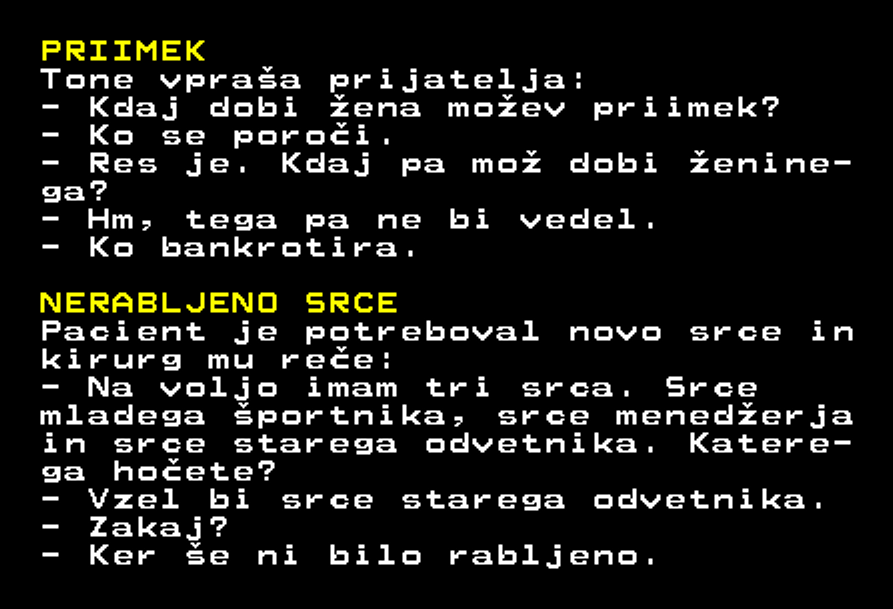 PRIIMEK
Tone vpraša prijatelja:
- Kdaj dobi žena možev priimek?
- Ko se poroči.
- Res je. Kdaj pa mož dobi ženine-
ga?
- Hm, tega pa ne bi vedel.
- Ko bankrotira.
NERABLJENO SRCE
Pacient je potreboval novo srce in
kirurg mu reče:
- Na voljo imam tri srca. Srce
mladega športnika, srce menedžerja
in srce starega odvetnika. Katere-
ga hočete?
- Vzel bi srce starega odvetnika.
- Zakaj?
- Ker še ni bilo rabljeno.